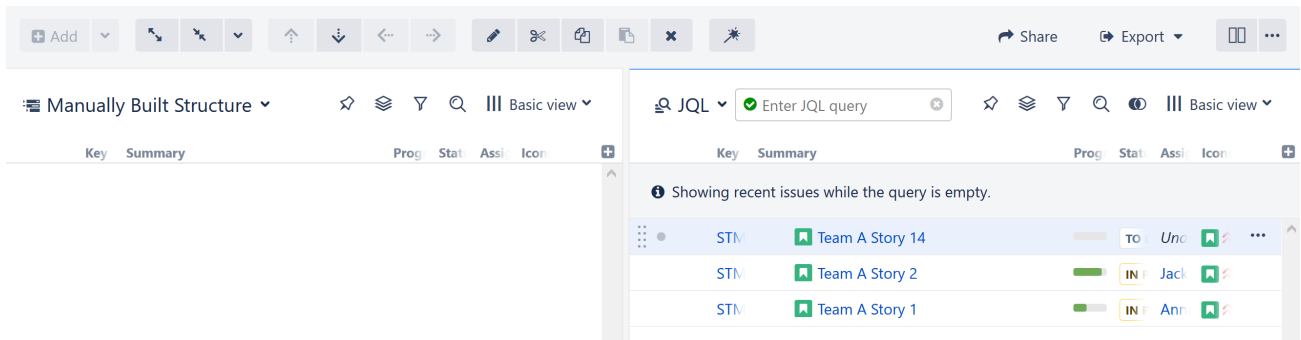 Add
Share Export
Manually Built Structure Basic view
Key Summary Prog Stat Assi Icon
JQL Enter JQL query Basic view
Key Summary Prog Stat Assi Icon
Showing recent issues while the query is empty.
STM Team A Story 14 TO Una
STM Team A Story 2 IN Jack
STM Team A Story 1 IN Ann